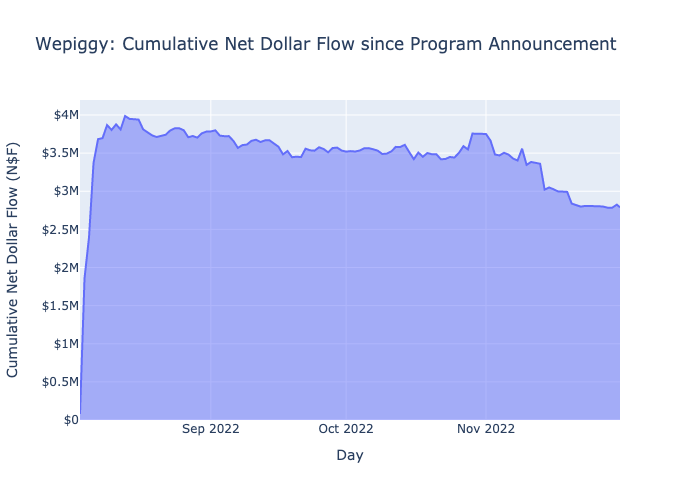 Wepiggy: Cumulative Net Dollar Flow since Program Announcement
Cumulative Net Dollar Flow (N$F)
$4M
$3.5M
$3M
$2.5M
$2M
$1.5M
$1M
$0.5M
$0
Sep 2022
Oct 2022
Nov 2022
Day